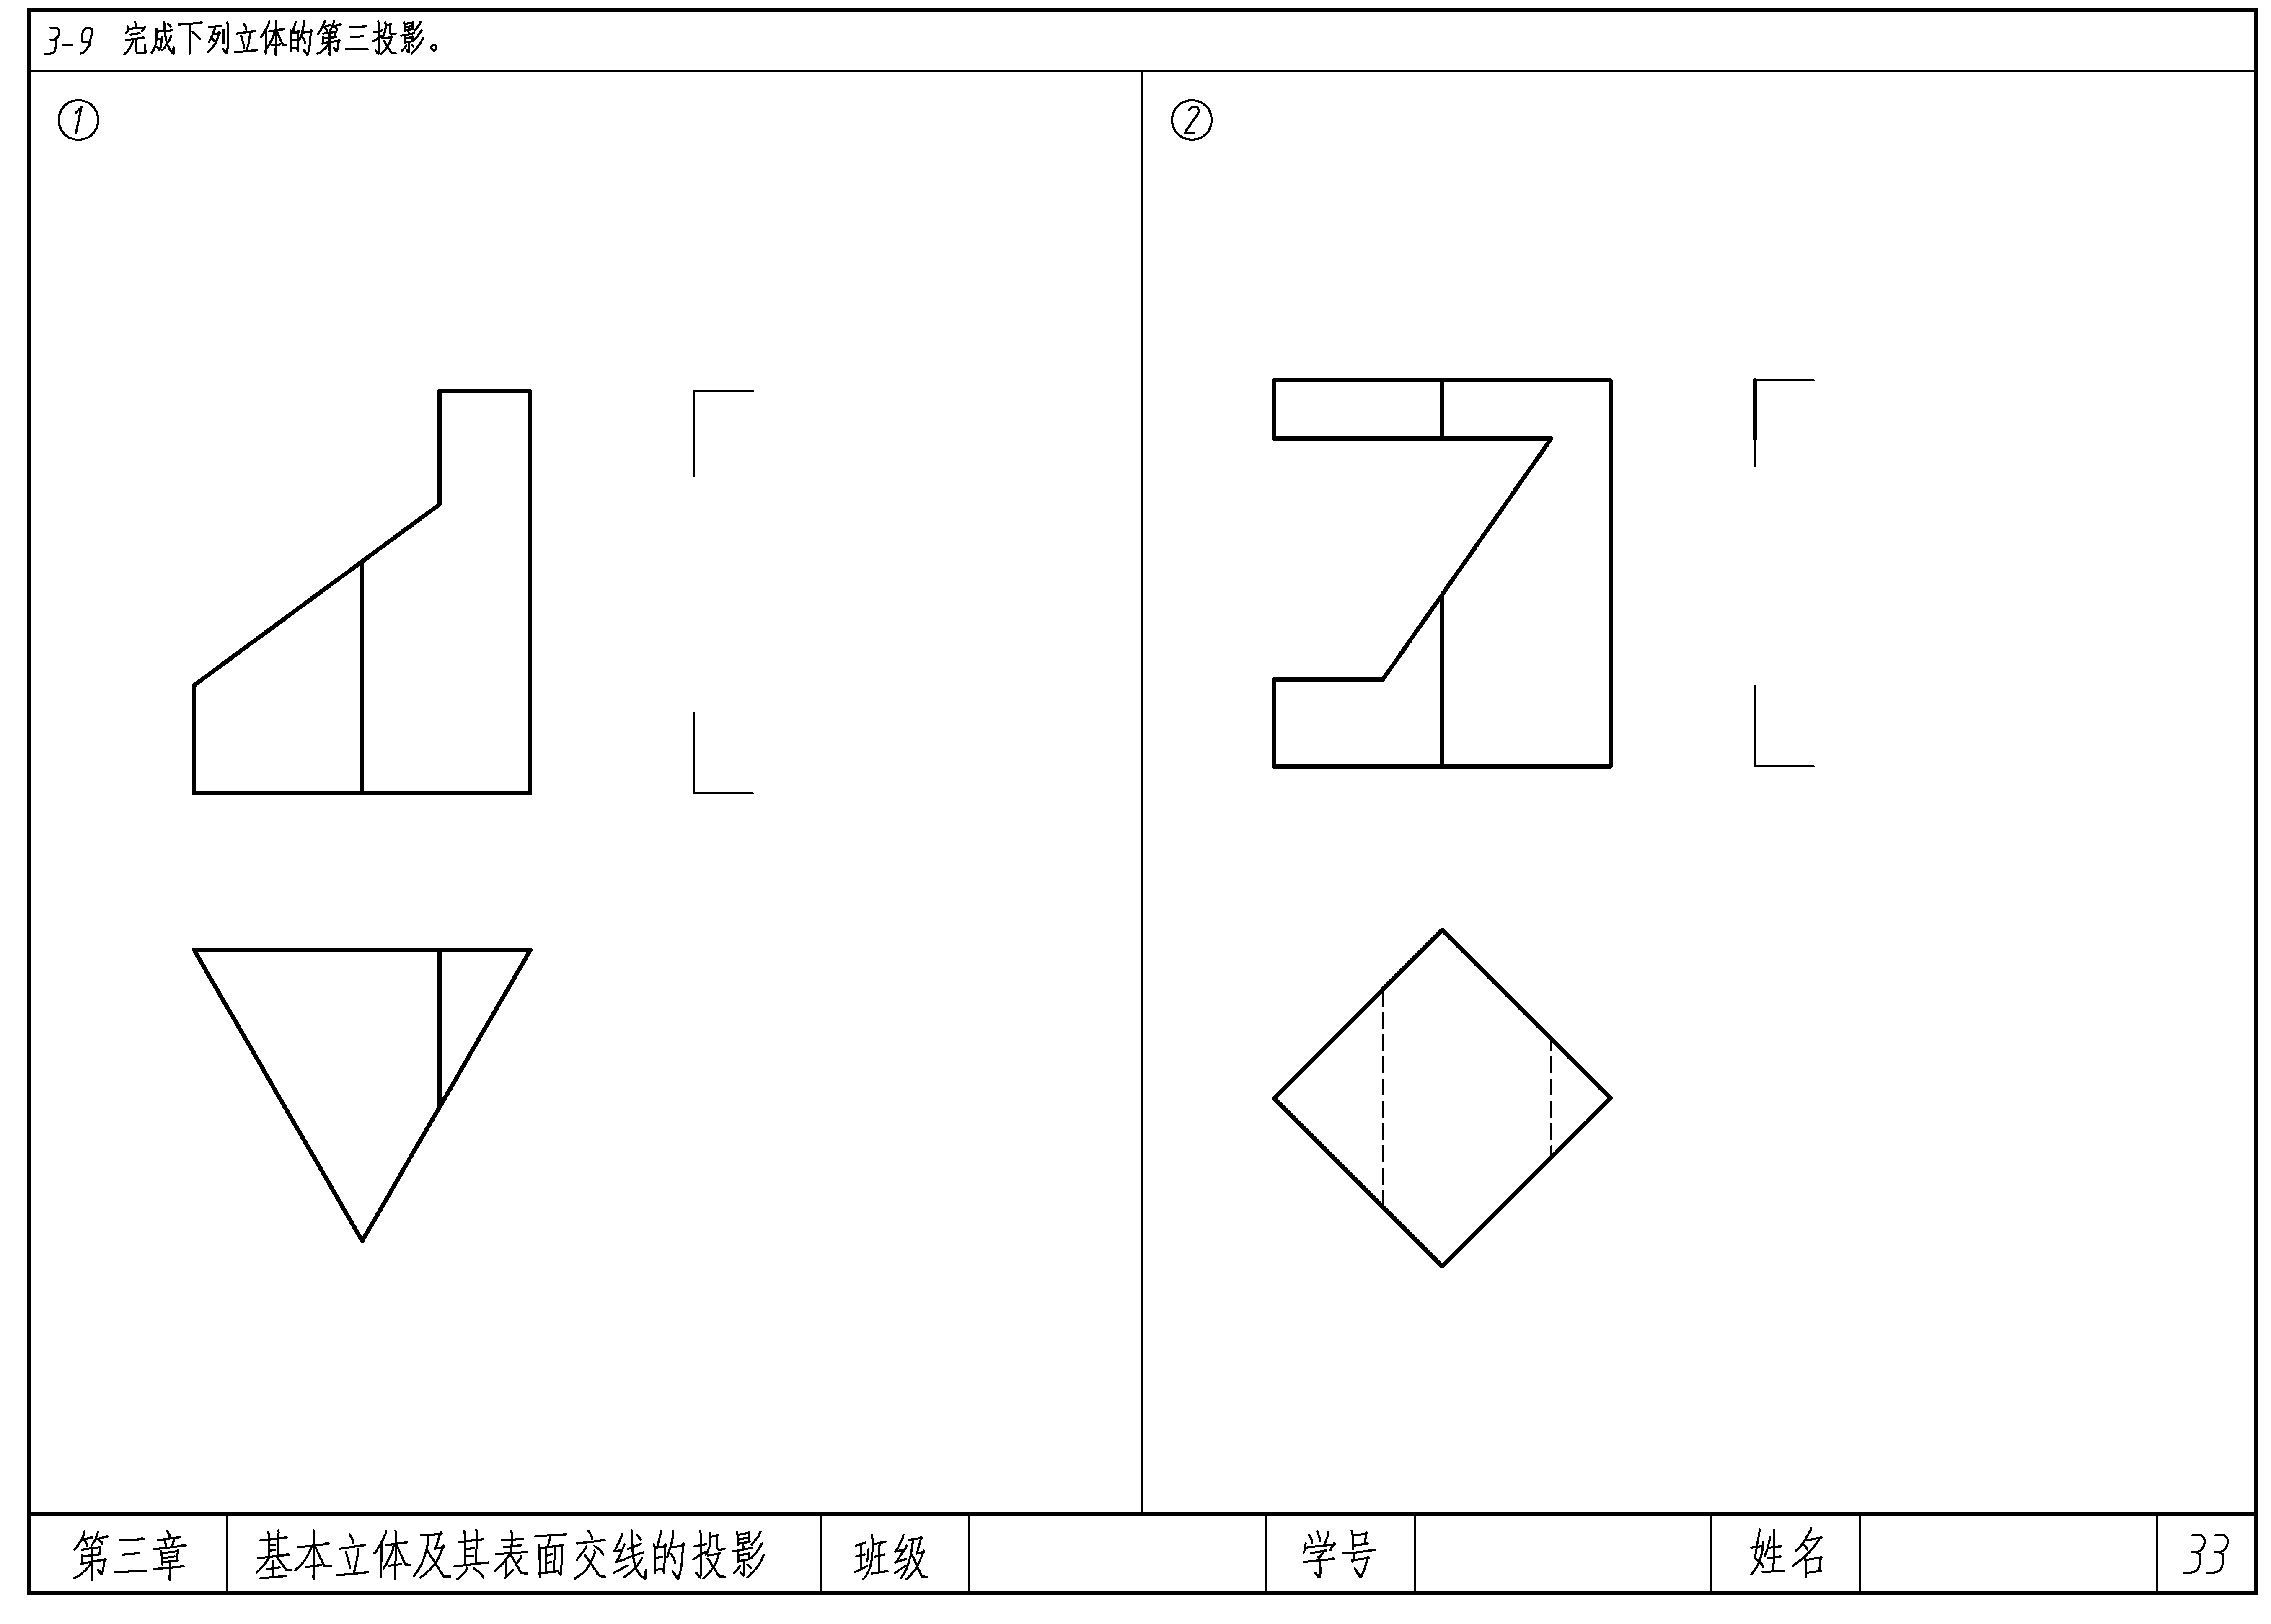 3-9 完成下列立体的第三投影。
①
②
第三章 基本立体及其表面交线的投影 班级 学号 姓名 33